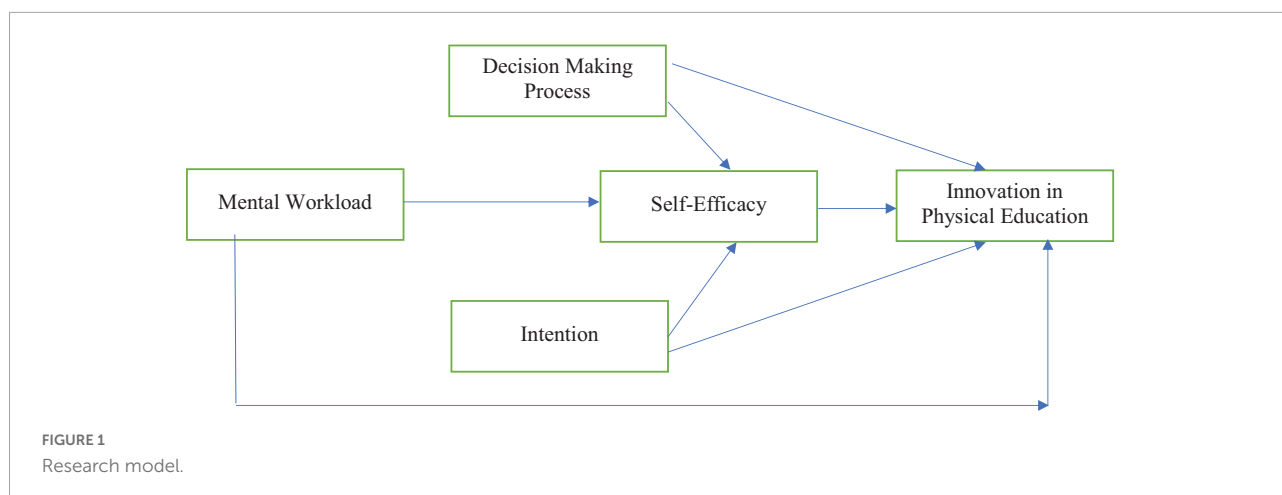 Decision Making
Process
Mental Workload
Self-Efficacy
Innovation in
Physical Education
Intention
FIGURE 1
Research model.